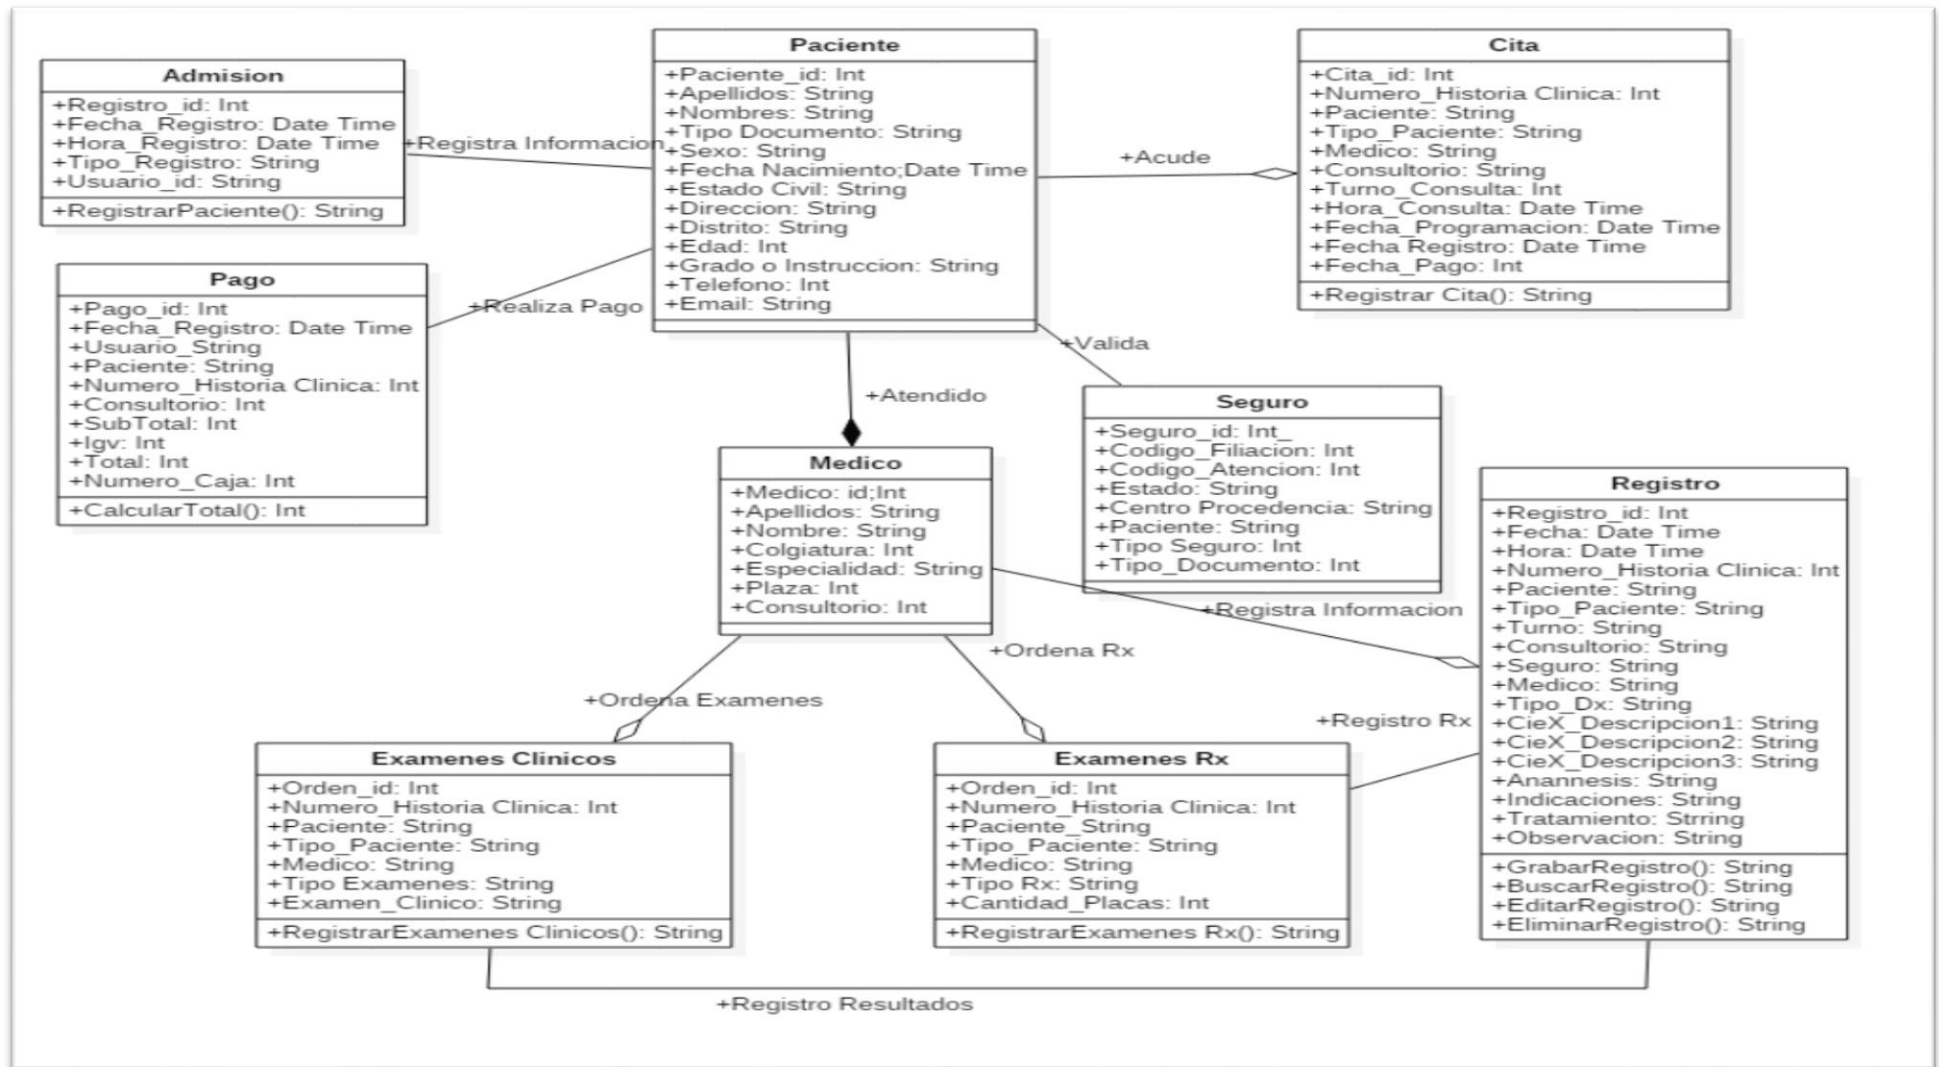 Admision
+Registro_id: Int
+Fecha_Registro: Date Time
+Hora_Registro: Date Time
+Tipo_Registro: String
+Usuario_id: String
+RegistrarPaciente(): String
+Registra Informacion
Paciente
+Paciente_id: Int
+Apellidos: String
+Nombres: String
+Tipo Documento: String
+Sexo: String
+Fecha Nacimiento;Date Time
+Estado Civil: String
+Direccion: String
+Distrito: String
+Edad: Int
+Grado o Instruccion: String
+Telefono: Int
+Email: String
+Acude
Cita
+Cita_id: Int
+Numero_Historia Clinica: Int
+Paciente: String
+Tipo_Paciente: String
+Medico: String
+Consultorio: String
+Turno_Consulta: Int
+Hora_Consulta: Date Time
+Fecha_Programacion: Date Time
+Fecha Registro: Date Time
+Fecha_Pago: Int
+Registrar Cita(): String
Pago
+Pago_id: Int
+Fecha_Registro: Date Time
+Usuario_String
+Paciente: String
+Numero_Historia Clinica: Int
+Consultorio: Int
+SubTotal: Int
+Igv: Int
+Total: Int
+Numero_Caja: Int
+CalcularTotal(): Int
+Realiza Pago
+Atendido
+Valida
Medico
+Medico: id;Int
+Apellidos: String
+Nombre: String
+Colgiatura: Int
+Especialidad: String
+Plaza: Int
+Consultorio: Int
Seguro
+Seguro_id: Int_
+Codigo_Filiacion: Int
+Codigo_Atencion: Int
+Estado: String
+Centro Procedencia: String
+Paciente: String
+Tipo Seguro: Int
+Tipo_Documento: Int
+Registra Informacion
Registro
+Registro_id: Int
+Fecha: Date Time
+Hora: Date Time
+Numero_Historia Clinica: Int
+Paciente: String
+Tipo_Paciente: String
+Turno: String
+Consultorio: String
+Seguro: String
+Medico: String
+Tipo_Dx: String
+CieX_Descripcion1: String
+CieX_Descripcion2: String
+CieX_Descripcion3: String
+Anannesis: String
+Indicaciones: String
+Tratamiento: Strring
+Observacion: String
+GrabarRegistro(): String
+BuscarRegistro(): String
+EditarRegistro(): String
+EliminarRegistro(): String
+Ordena Rx
+Ordena Examenes
+Registro Rx
Examenes Clinicos
+Orden_id: Int
+Numero_Historia Clinica: Int
+Paciente: String
+Tipo_Paciente: String
+Medico: String
+Tipo Examenes: String
+Examen_Clinico: String
+RegistrarExamenes Clinicos(): String
Examenes Rx
+Orden_id: Int
+Numero_Historia Clinica: Int
+Paciente_String
+Tipo_Paciente: String
+Medico: String
+Tipo Rx: String
+Cantidad_Placas: Int
+RegistrarExamenes Rx(): String
+Registro Resultados